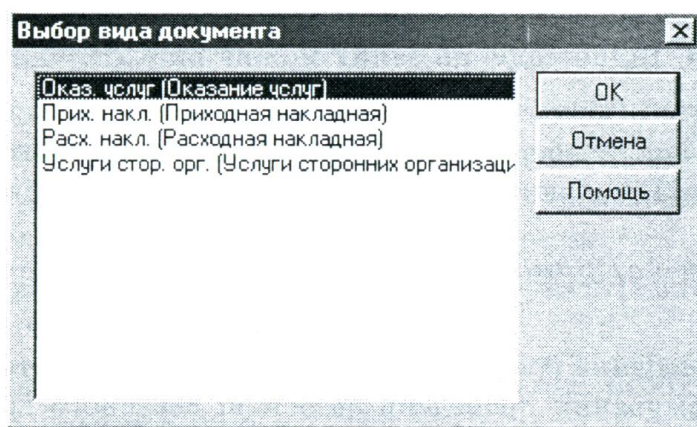 Выбор вида документа
Оказ. услуг (Оказание услуг)
Прих. накл. (Приходная накладная)
Расх. накл. (Расходная накладная)
Услуги стор. орг. (Услуги сторонних организаци
OK
Отмена
Помощь